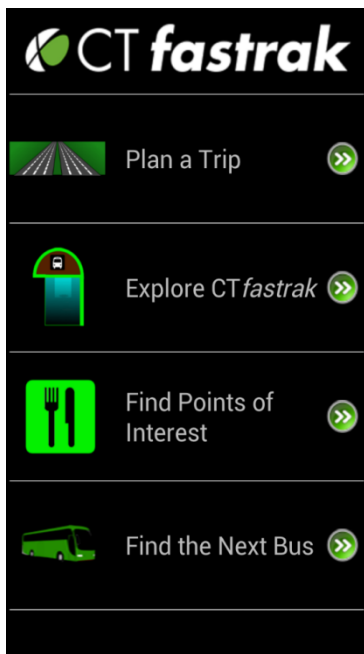 CT fastrak
Plan a Trip
Explore CTfastrak
Find Points of
Interest
Find the Next Bus